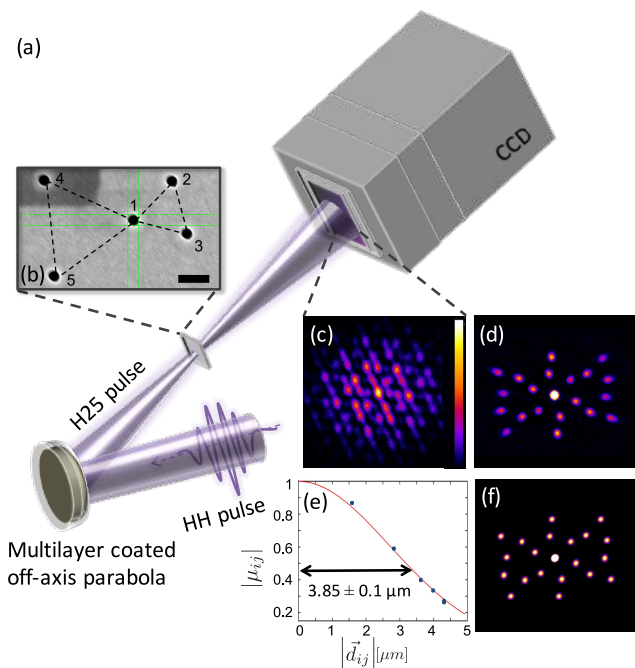 (a)
CCD
4
2
1
3
(b)
5
H25 pulse
HH pulse
Multilayer coated
off-axis parabola
(c)
(d)
(e)
(f)
1
0.8
0.6
0.4
0.2
|μij|
3.85 ± 0.1 μm
0 1 2 3 4 5
|d⃗ij|[μm]